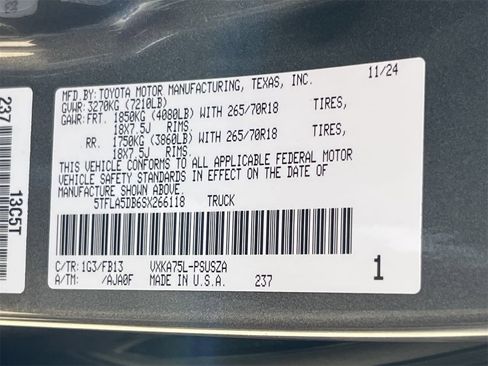 MFD.BY: TOYOTA MOTOR MANUFACTURING, TEXAS, INC. 11/24
GVWR: 3270KG (7210LB)
GAWR: FRT. 1850KG (4080LB) WITH 265/70R18 TIRES,
18X7.5J RIMS.
RR. 1750KG (3860LB) WITH 265/70R18 TIRES,
18X7.5J RIMS.
THIS VEHICLE CONFORMS TO ALL APPLICABLE FEDERAL MOTOR
VEHICLE SAFETY STANDARDS IN EFFECT ON THE DATE OF
MANUFACTURE SHOWN ABOVE.
5TFLA5DB6SX266118 TRUCK
C/TR: 1G3/FB13 VXKA75L-PSUSZA
A/TM: /AJA0F MADE IN U.S.A. 237
1
237
13C5T